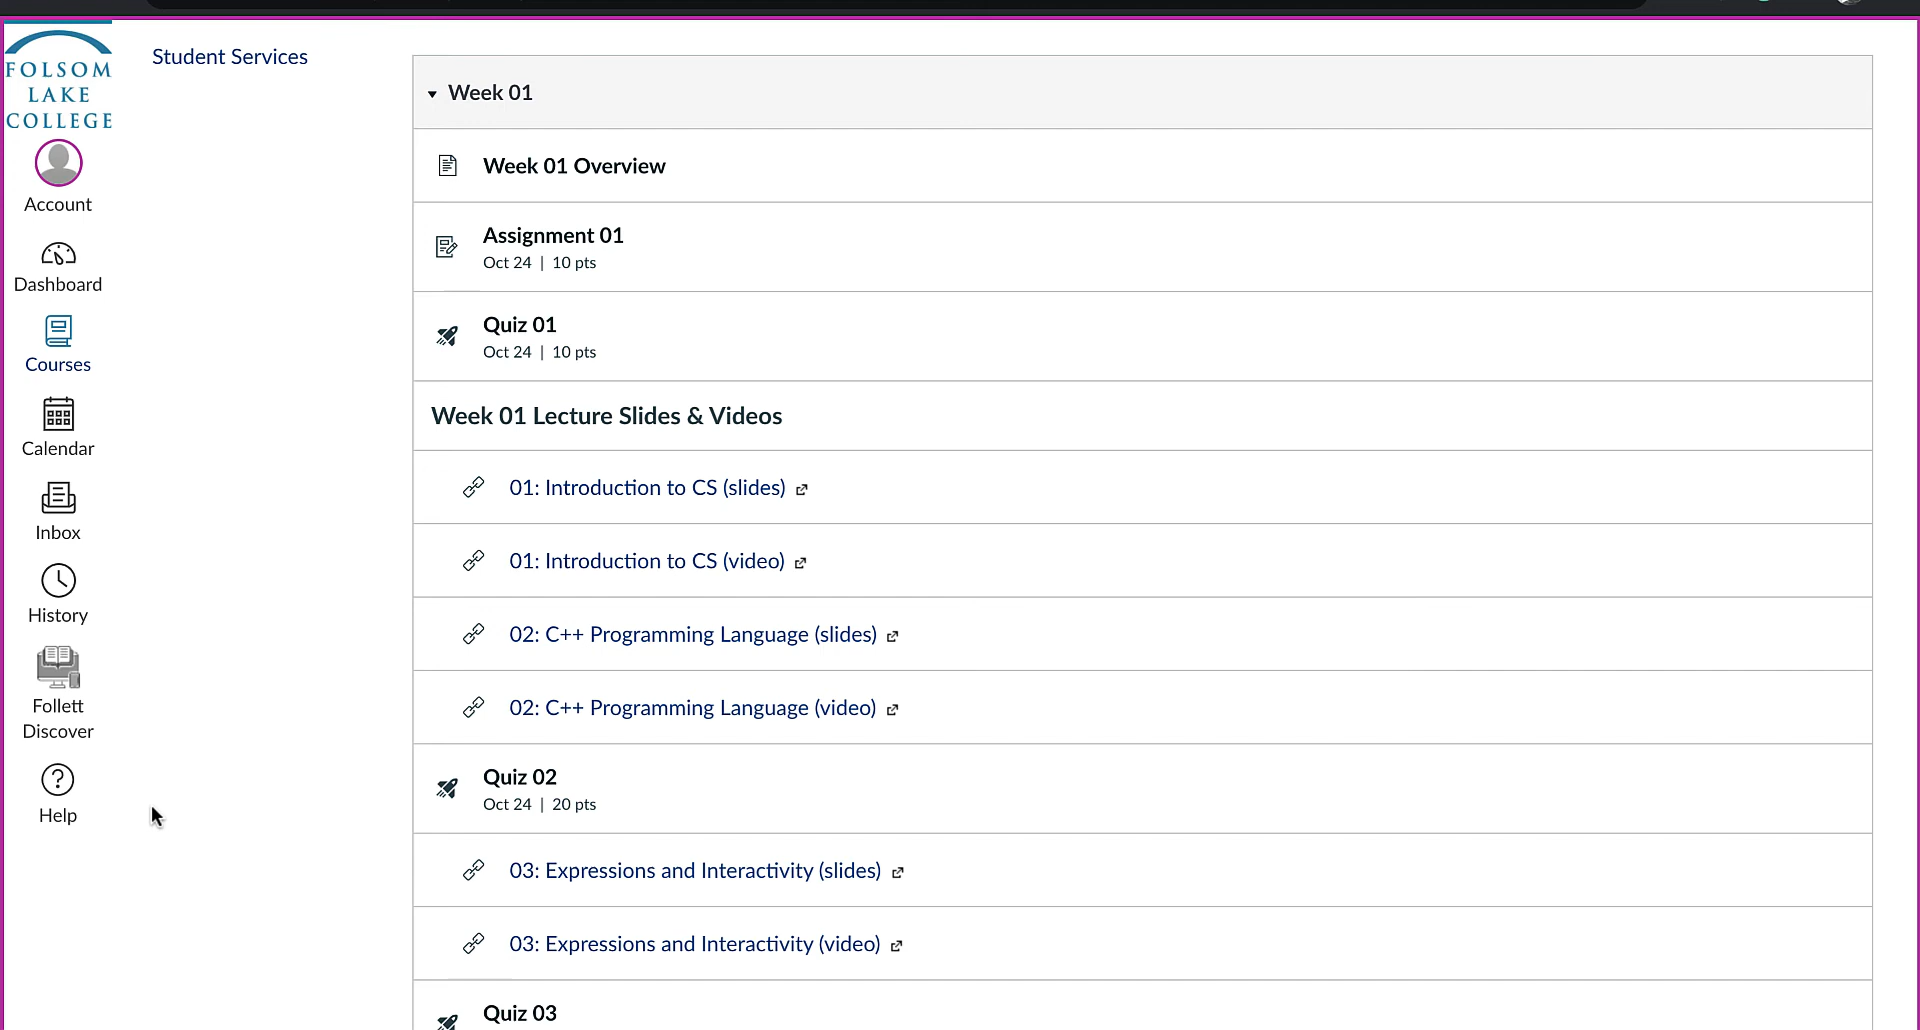 FOLSOM
LAKE
COLLEGE
Account
Dashboard
Courses
Calendar
Inbox
History
Follett
Discover
Help
Student Services
Week 01
Week 01 Overview
Assignment 01
Oct 24 | 10 pts
Quiz 01
Oct 24 | 10 pts
Week 01 Lecture Slides & Videos
01: Introduction to CS (slides)
01: Introduction to CS (video)
02: C++ Programming Language (slides)
02: C++ Programming Language (video)
Quiz 02
Oct 24 | 20 pts
03: Expressions and Interactivity (slides)
03: Expressions and Interactivity (video)
Quiz 03